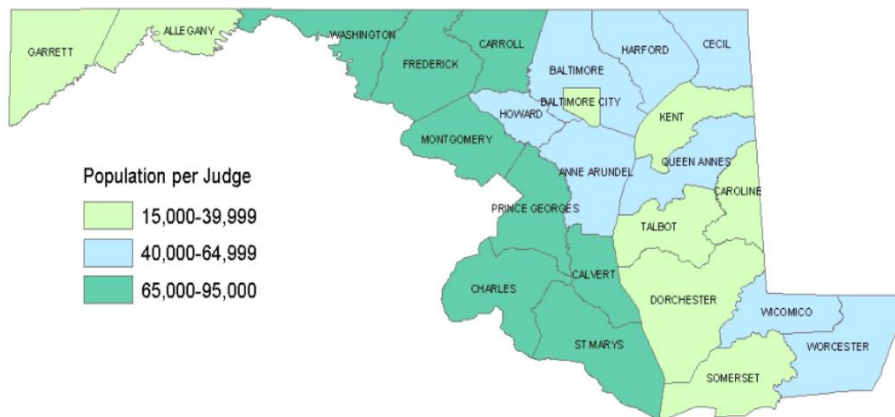 GARRETT
ALLEGANY
WASHINGTON
FREDERICK
CARROLL
BALTIMORE
HARFORD
CECIL
HOWARD
BALTIMORE CITY
KENT
MONTGOMERY
ANNE ARUNDEL
QUEEN ANNES
CAROLINE
PRINCE GEORGES
TALBOT
CALVERT
CHARLES
DORCHESTER
ST MARYS
WICOMICO
WORCESTER
SOMERSET
Population per Judge
15,000-39,999
40,000-64,999
65,000-95,000